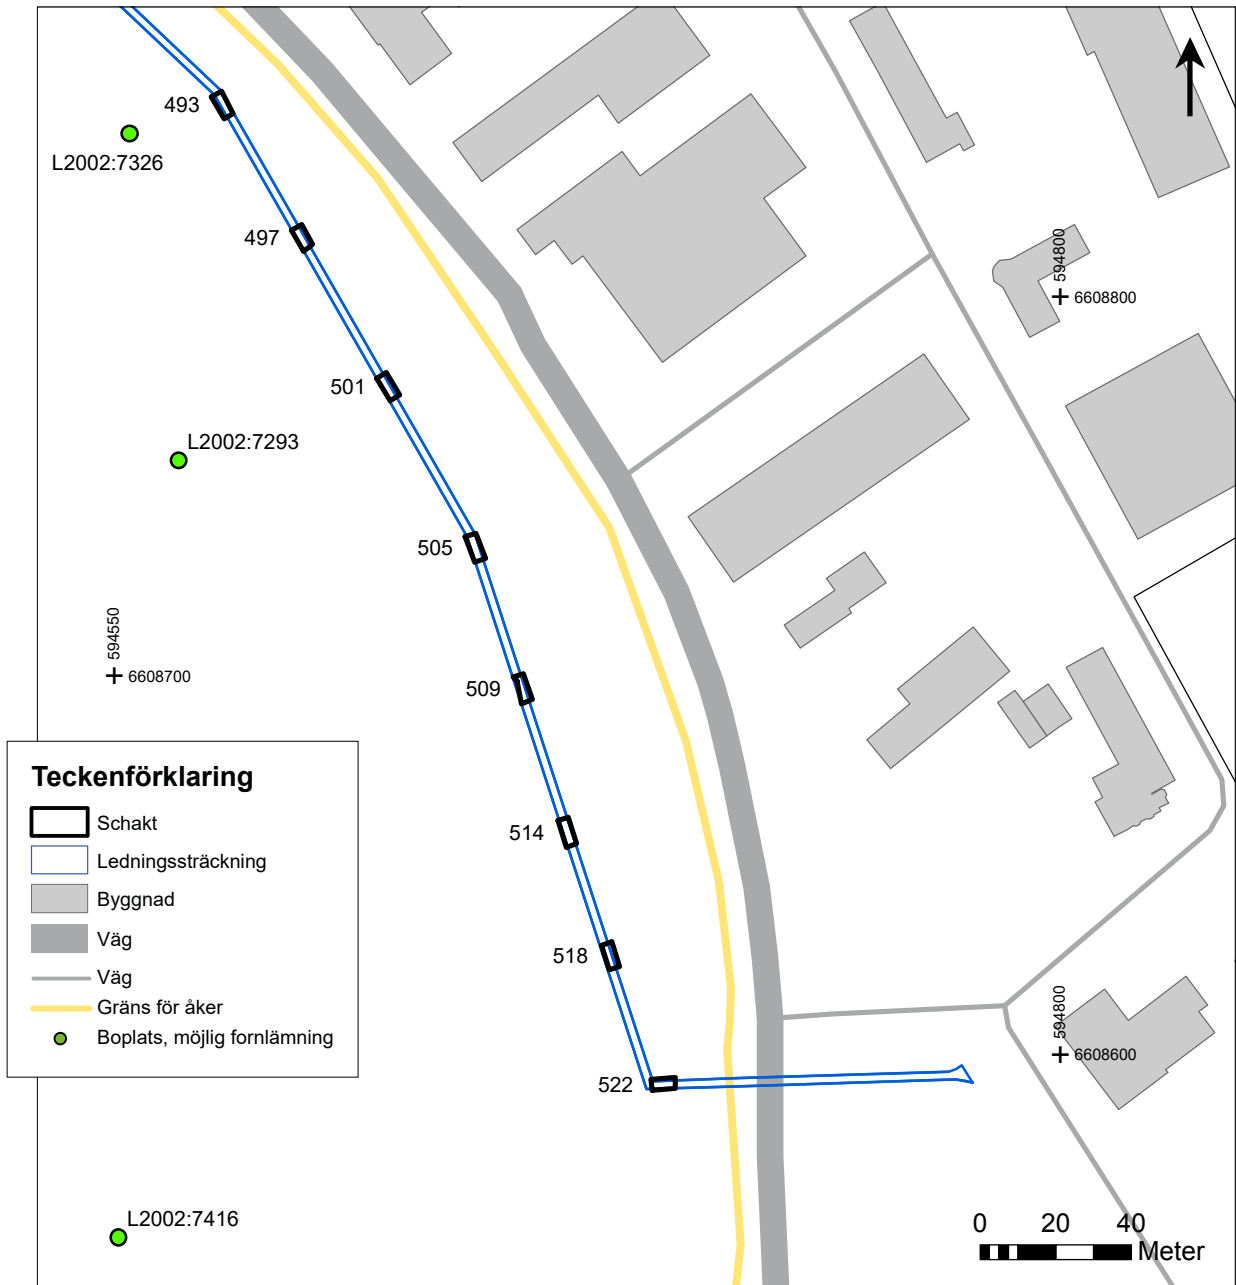 493
L2002:7326
497
594800
6608800
501
L2002:7293
505
594550
6608700
509
Teckenförklaring
Schakt
Ledningssträckning
Byggnad
Väg
Väg
Gräns för åker
Boplats, möjlig fornlämning
514
518
594800
6608600
522
L2002:7416
0 20 40
Meter